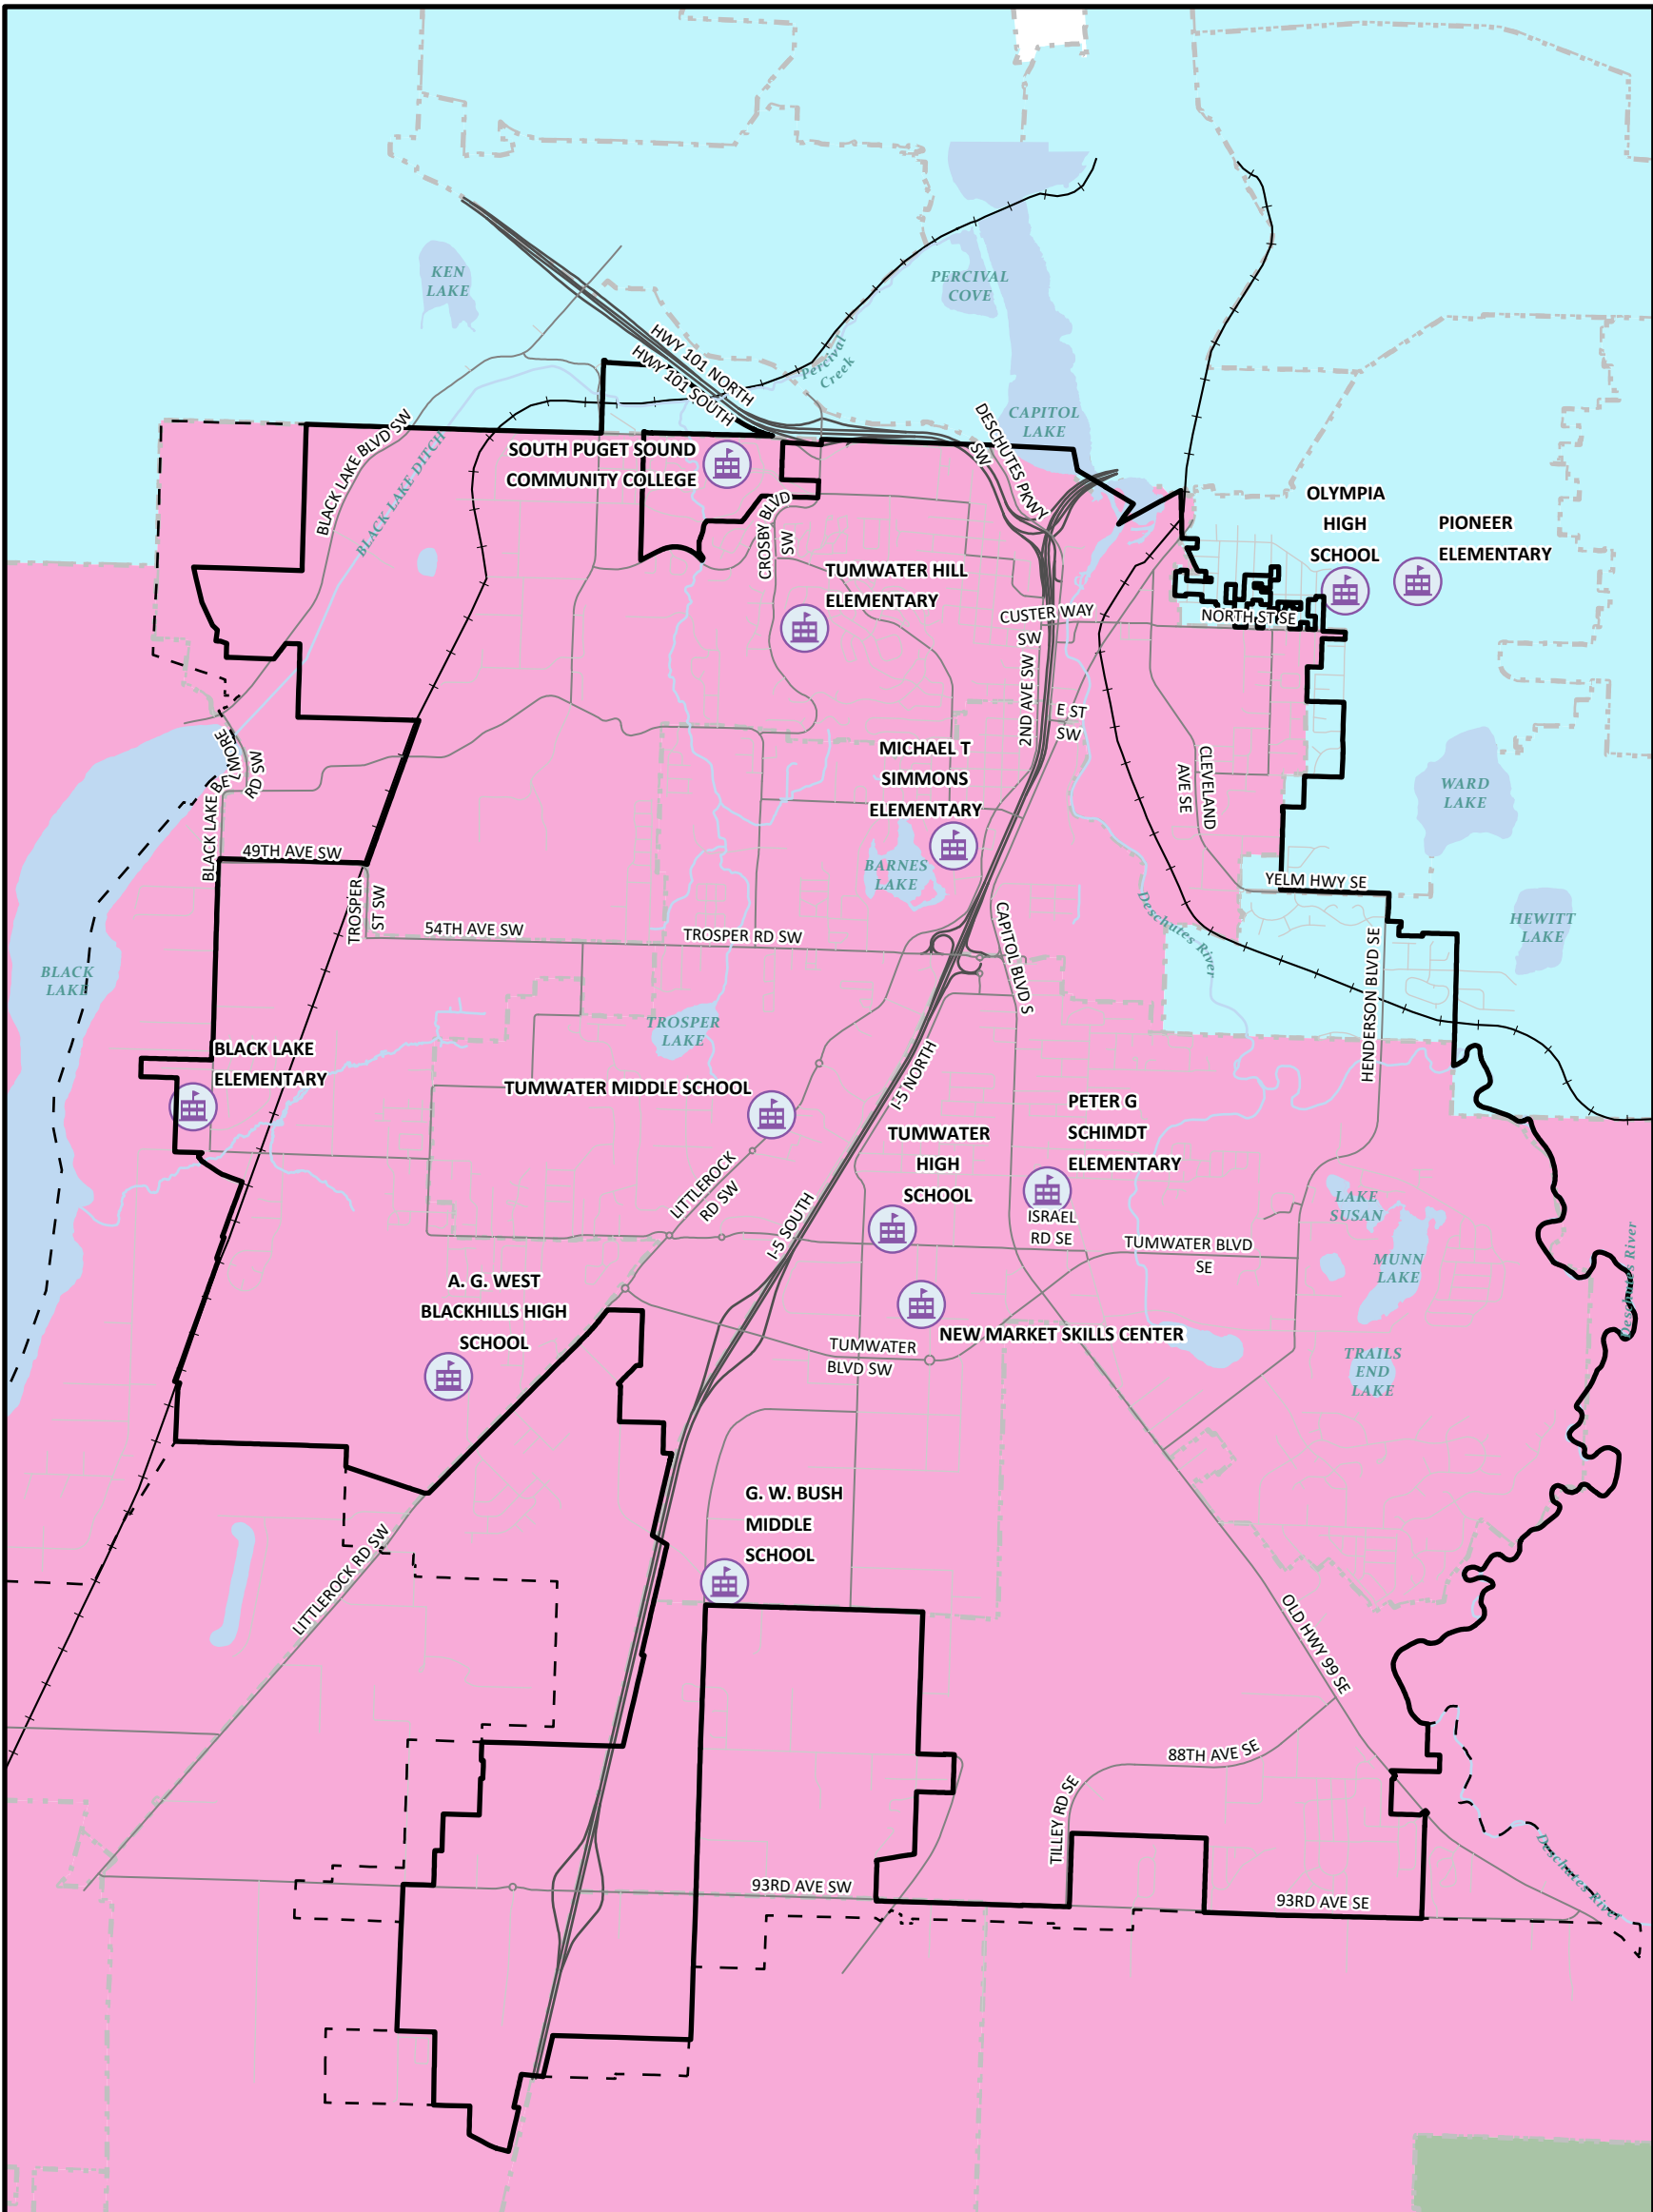 KEN
LAKE
PERCIVAL
COVE
HWY 101 NORTH
HWY 101 SOUTH
Percival
Creek
CAPITOL
LAKE
DESCHUTES PKWY
SW
BLACK LAKE BLVD SW
BLACK LAKE DITCH
SOUTH PUGET SOUND
COMMUNITY COLLEGE
CROSBY BLVD
SW
OLYMPIA
HIGH
SCHOOL
PIONEER
ELEMENTARY
TUMWATER HILL
ELEMENTARY
CUSTER WAY
SW
NORTH ST SE
2ND AVE SW
E ST
SW
MICHAEL T
SIMMONS
ELEMENTARY
CLEVELAND
AVE SE
WARD
LAKE
BLACK LAKE BELMORE
RD SW
49TH AVE SW
BARNES
LAKE
YELM HWY SE
TROSPER
ST SW
54TH AVE SW
TROSPER RD SW
CAPITOL BLVD S
Deschutes River
HENDERSON BLVD SE
HEWITT
LAKE
BLACK
LAKE
TROSPER
LAKE
BLACK LAKE
ELEMENTARY
TUMWATER MIDDLE SCHOOL
I-5 NORTH
PETER G
SCHIMDT
ELEMENTARY
TUMWATER
HIGH
SCHOOL
LITTLEROCK
RD SW
I-5 SOUTH
ISRAEL
RD SE
TUMWATER BLVD
SE
LAKE
SUSAN
MUNN
LAKE
Deschutes River
A. G. WEST
BLACKHILLS HIGH
SCHOOL
NEW MARKET SKILLS CENTER
TUMWATER
BLVD SW
TRAILS
END
LAKE
G. W. BUSH
MIDDLE
SCHOOL
LITTLEROCK RD SW
OLD HWY 99 SE
88TH AVE SE
TILLEY RD SE
93RD AVE SW
93RD AVE SE
Deschutes River